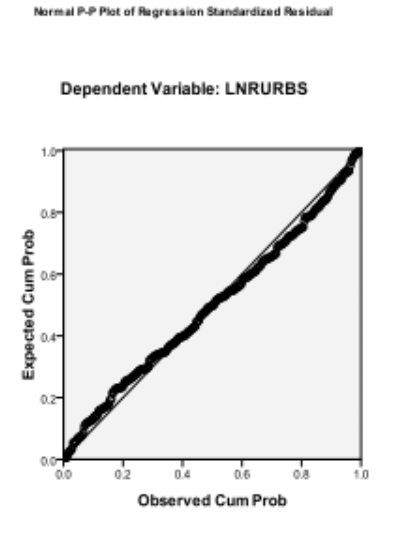 Normal P-P Plot of Regression Standardized Residual
Dependent Variable: LNRURBS
Expected Cum Prob
1.0
0.8
0.6
0.4
0.2
0.0
0.0 0.2 0.4 0.6 0.8 1.0
Observed Cum Prob